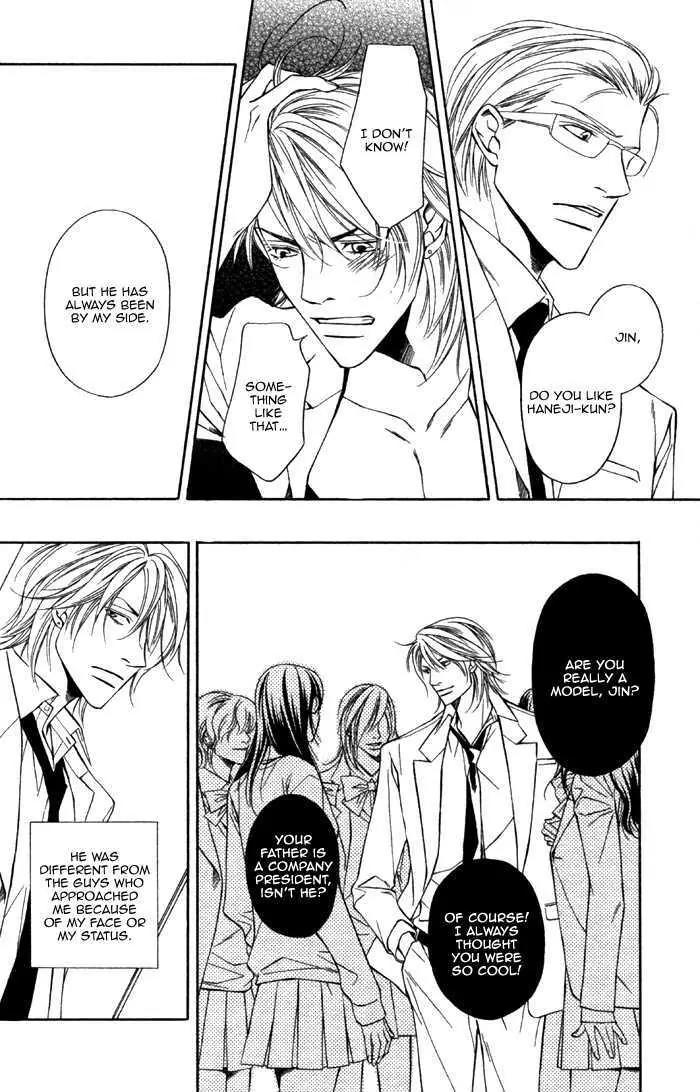 JIN,
DO YOU LIKE
HANEJI-KUN?
I DON'T
KNOW!
SOME-
THING
LIKE
THAT...
BUT HE HAS
ALWAYS BEEN
BY MY SIDE.
ARE YOU
REALLY A
MODEL, JIN?
OF COURSE!
I ALWAYS
THOUGHT
YOU WERE
SO COOL!
YOUR
FATHER IS
A COMPANY
PRESIDENT,
ISN'T HE?
HE WAS
DIFFERENT FROM
THE GUYS WHO
APPROACHED
ME BECAUSE
OF MY FACE OR
MY STATUS.